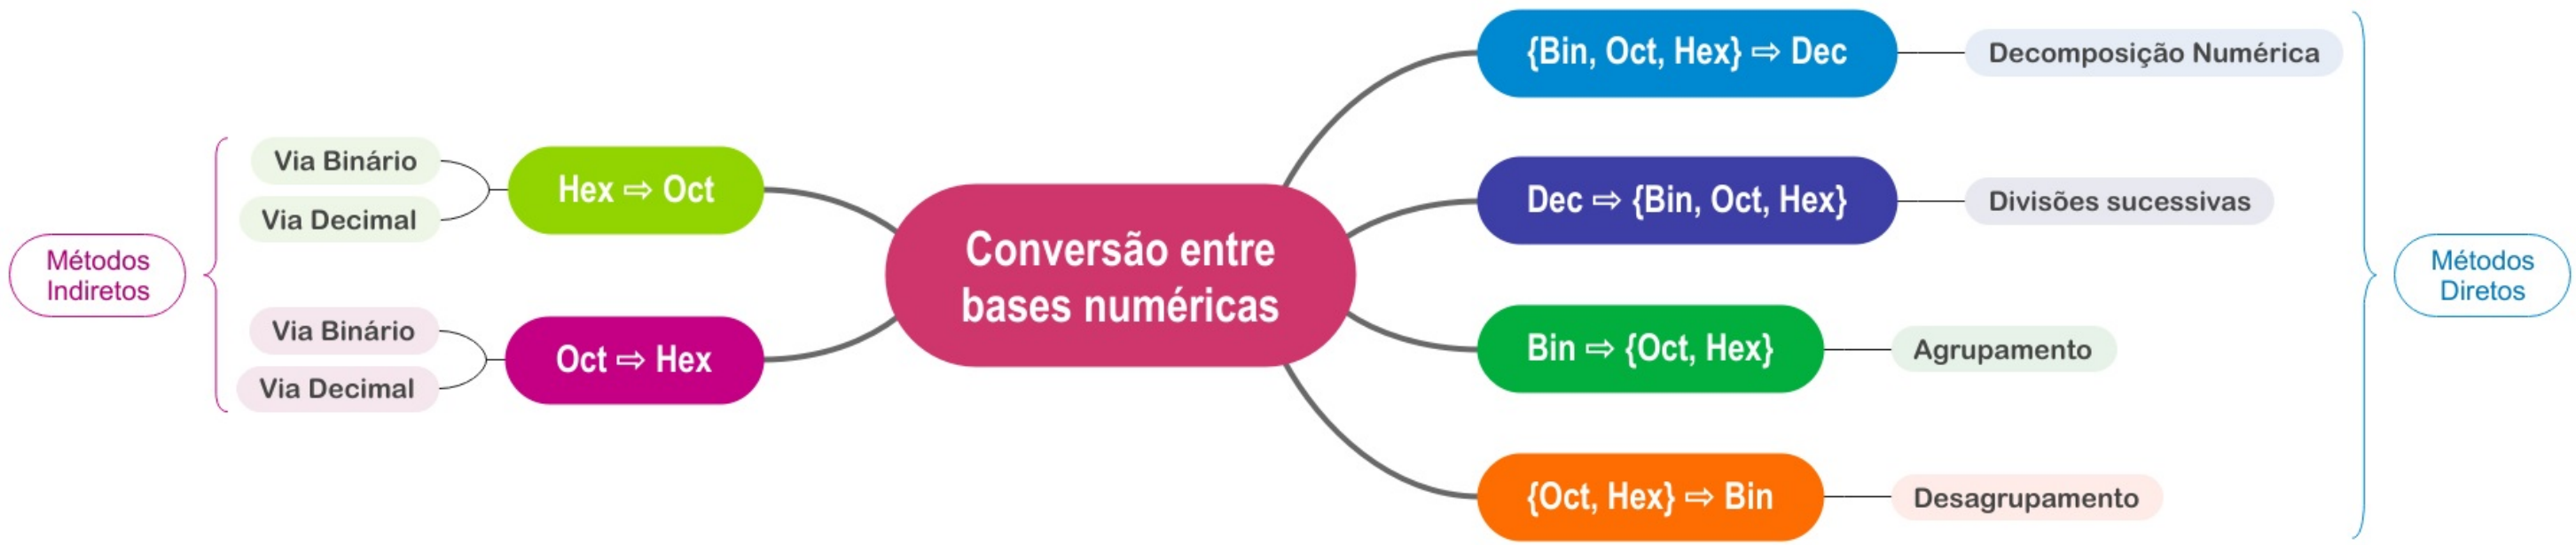 Conversão entre
bases numéricas
{Bin, Oct, Hex} ⇨ Dec
Decomposição Numérica
Dec ⇨ {Bin, Oct, Hex}
Divisões sucessivas
Bin ⇨ {Oct, Hex}
Agrupamento
{Oct, Hex} ⇨ Bin
Desagrupamento
Métodos
Diretos
Hex ⇨ Oct
Via Binário
Via Decimal
Oct ⇨ Hex
Via Binário
Via Decimal
Métodos
Indiretos